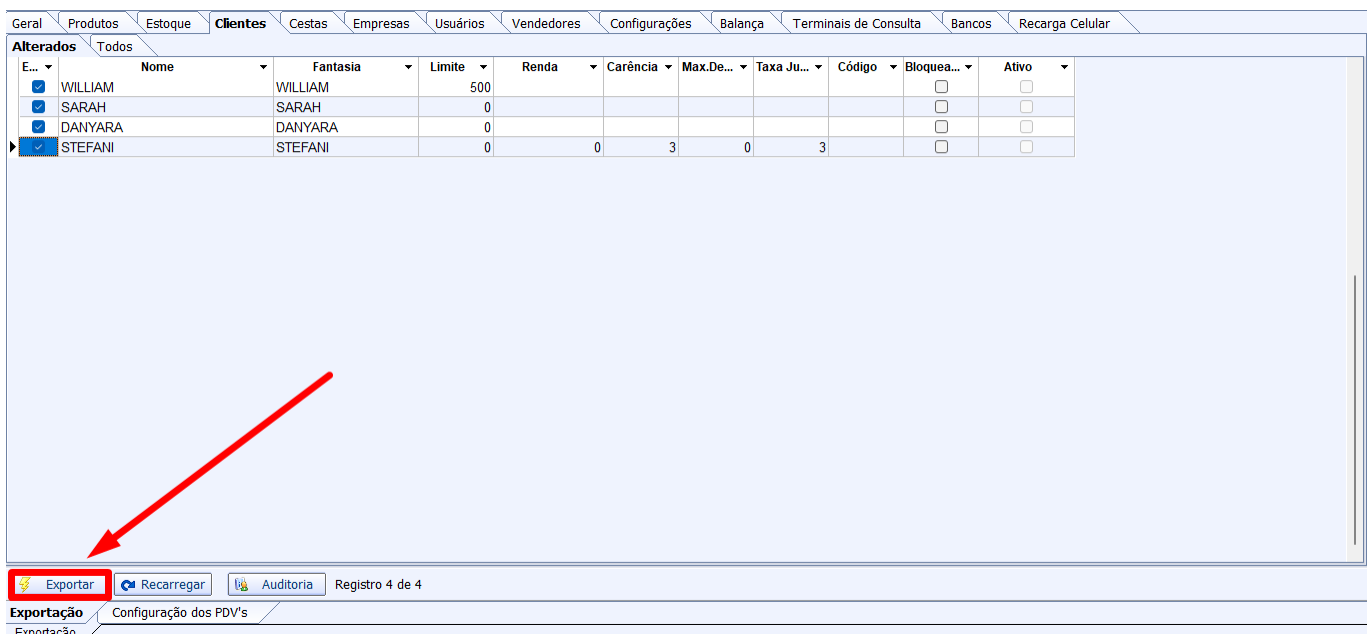 Geral Produtos Estoque Clientes Cestas Empresas Usuários Vendedores Configurações Balança Terminais de Consulta Bancos Recarga Celular
Alterados Todos
E... Nome Fantasia Limite Renda Carência Max.De... Taxa Ju... Código Bloquea... Ativo
WILLIAM WILLIAM 500
SARAH SARAH 0
DANYARA DANYARA 0
STEFANI STEFANI 0 0 3 0 3
Exportar Recarregar Auditoria Registro 4 de 4
Exportação Configuração dos PDV's
Exportação